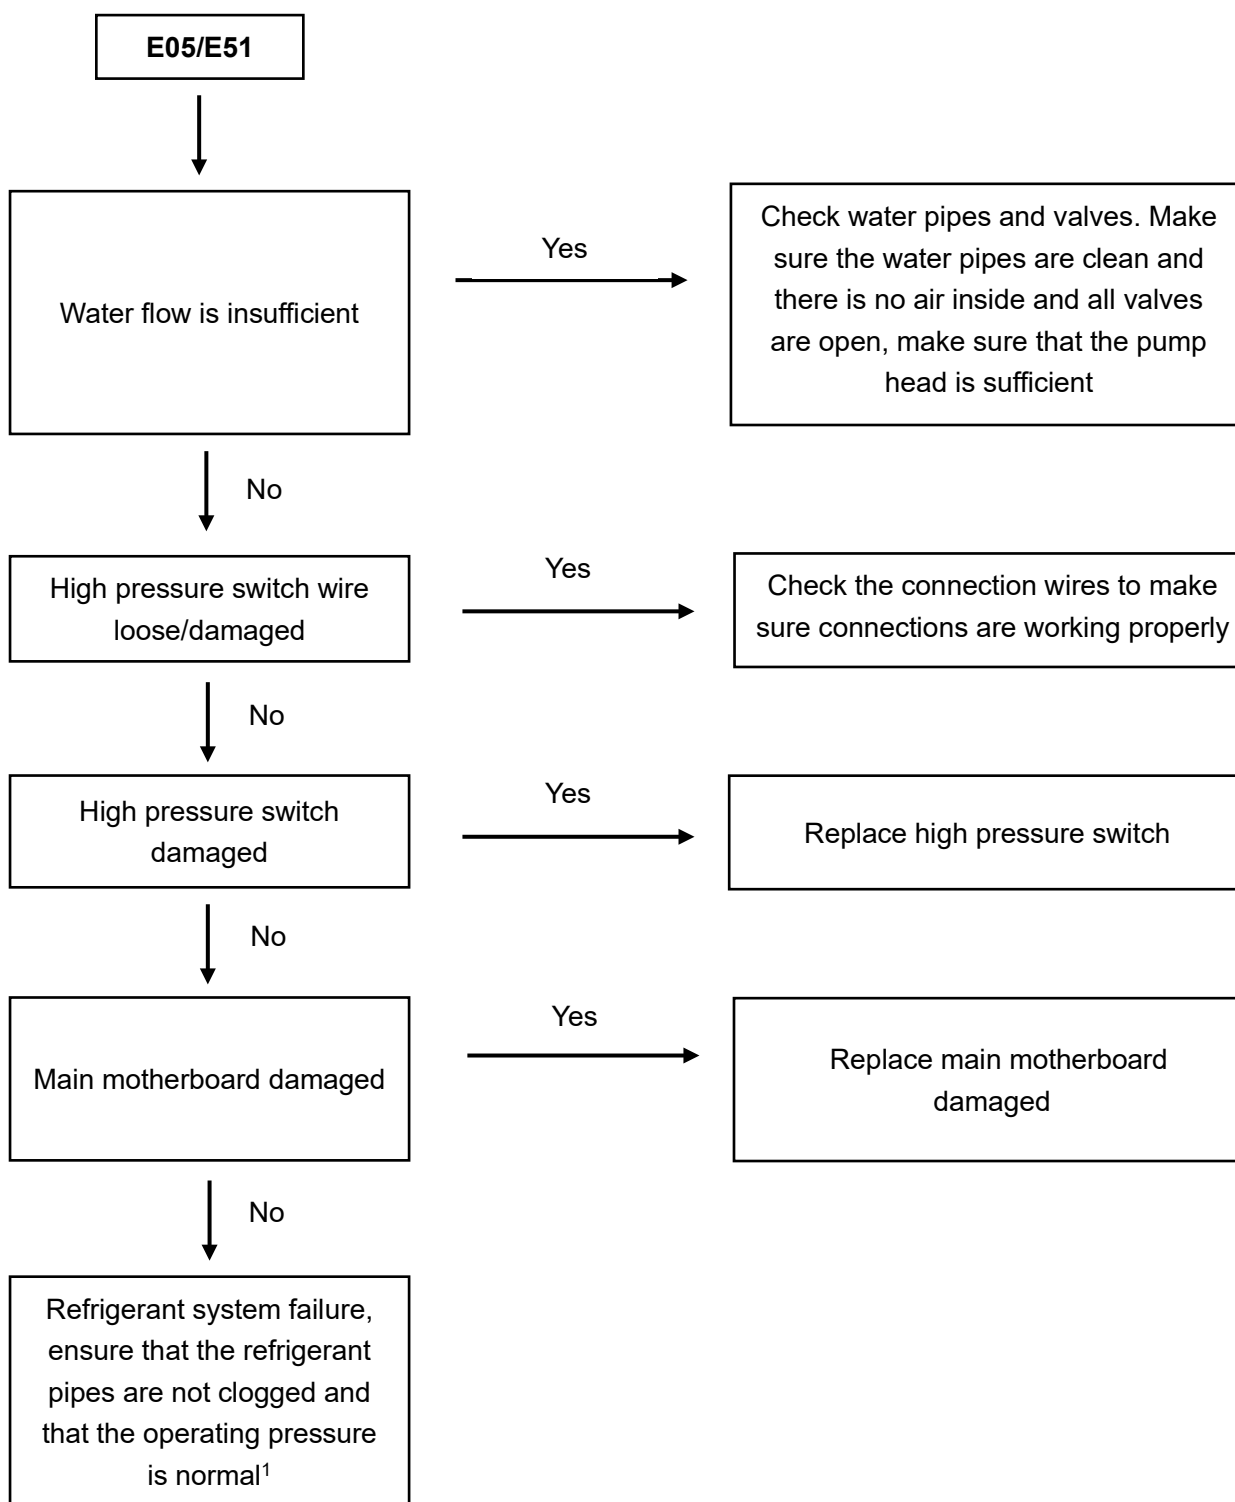 E05/E51
Water flow is insufficient
Yes
Check water pipes and valves. Make
sure the water pipes are clean and
there is no air inside and all valves
are open, make sure that the pump
head is sufficient
No
High pressure switch wire
loose/damaged
Yes
Check the connection wires to make
sure connections are working properly
No
High pressure switch
damaged
Yes
Replace high pressure switch
No
Main motherboard damaged
Yes
Replace main motherboard
damaged
No
Refrigerant system failure,
ensure that the refrigerant
pipes are not clogged and
that the operating pressure
is normal¹